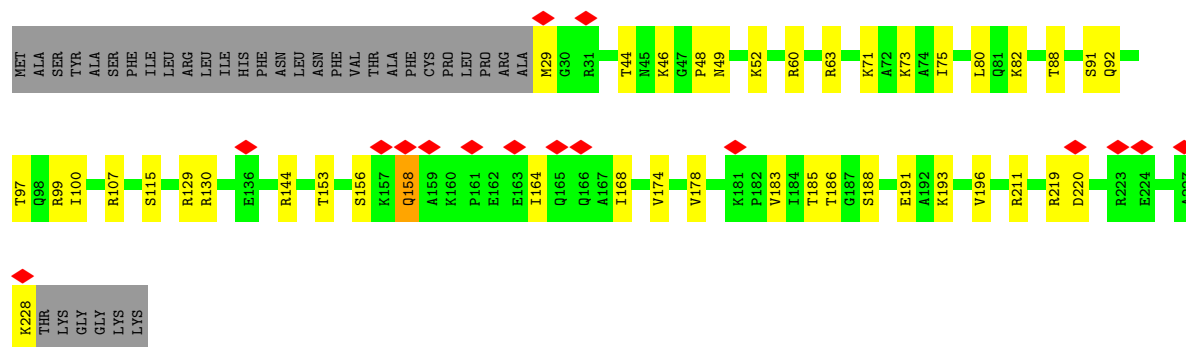 MET ALA SER TYR ALA SER PHE ILE LEU ARG LEU ILE HIS PHE ASN LEU ASN PHE VAL THR ALA PHE CYS PRO LEU PRO ARG ALA M29 G30 R31 T44 N45 K46 G47 P48 N49 K52 R60 R63 K71 A72 K73 A74 I75 L80 Q81 K82 T88 S91 Q92
T97 Q98 R99 I100 R107 S115 R129 R130 E136 R144 T153 S156 K157 Q158 A159 K160 P161 E162 E163 I164 Q165 Q166 A167 I168 V174 V178 K181 P182 V183 I184 T185 T186 G187 S188 E191 A192 K193 V196 R211 R219 D220 R223 E224
K228 THR LYS GLY GLY LYS LYS